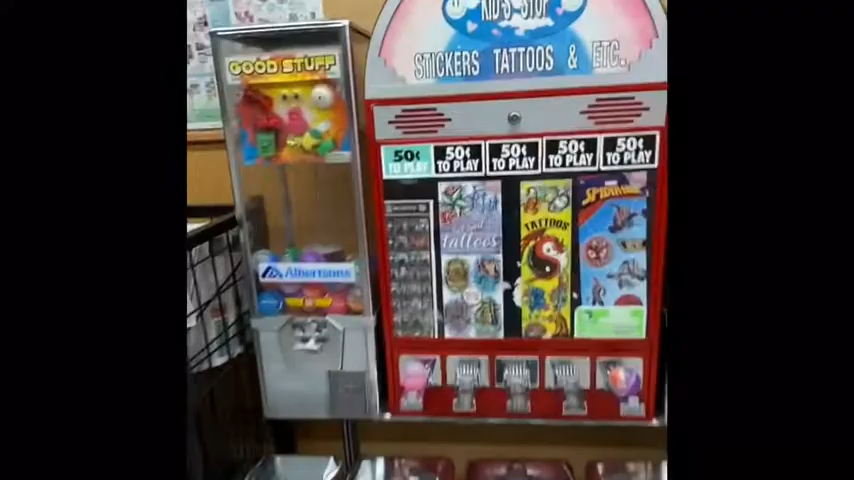 KID'S STOP
STICKERS TATTOOS & ETC.
GOOD STUFF
50¢ TO PLAY
50¢ TO PLAY
50¢ TO PLAY
50¢ TO PLAY
50¢ TO PLAY
tattoos
TATTOOS
SPIDER-MAN
Albertsons